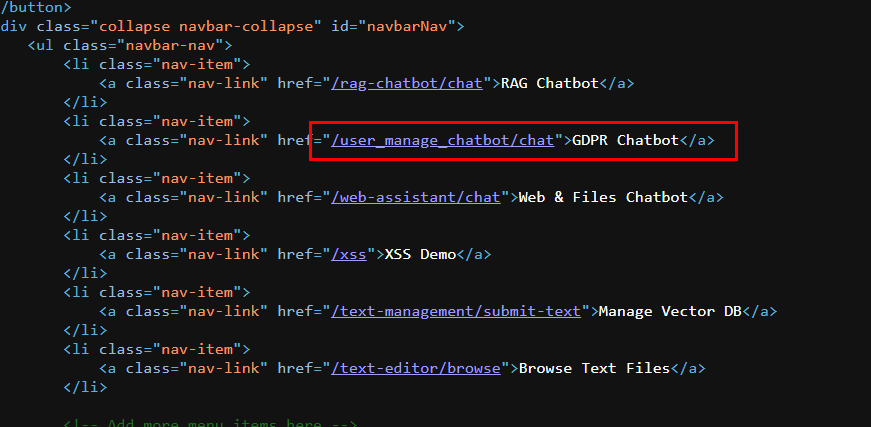 /button>
div class="collapse navbar-collapse" id="navbarNav">
<ul class="navbar-nav">
<li class="nav-item">
<a class="nav-link" href="/rag-chatbot/chat">RAG Chatbot</a>
</li>
<li class="nav-item">
<a class="nav-link" href="/user_manage_chatbot/chat">GDPR Chatbot</a>
</li>
<li class="nav-item">
<a class="nav-link" href="/web-assistant/chat">Web & Files Chatbot</a>
</li>
<li class="nav-item">
<a class="nav-link" href="/xss">XSS Demo</a>
</li>
<li class="nav-item">
<a class="nav-link" href="/text-management/submit-text">Manage Vector DB</a>
</li>
<li class="nav-item">
<a class="nav-link" href="/text-editor/browse">Browse Text Files</a>
</li>
<!-- Add more menu items here -->